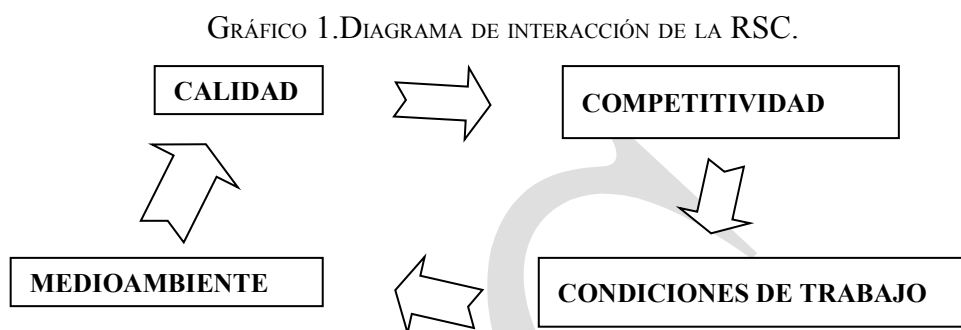 GRÁFICO 1.DIAGRAMA DE INTERACCIÓN DE LA RSC.
CALIDAD
COMPETITIVIDAD
MEDIOAMBIENTE
CONDICIONES DE TRABAJO